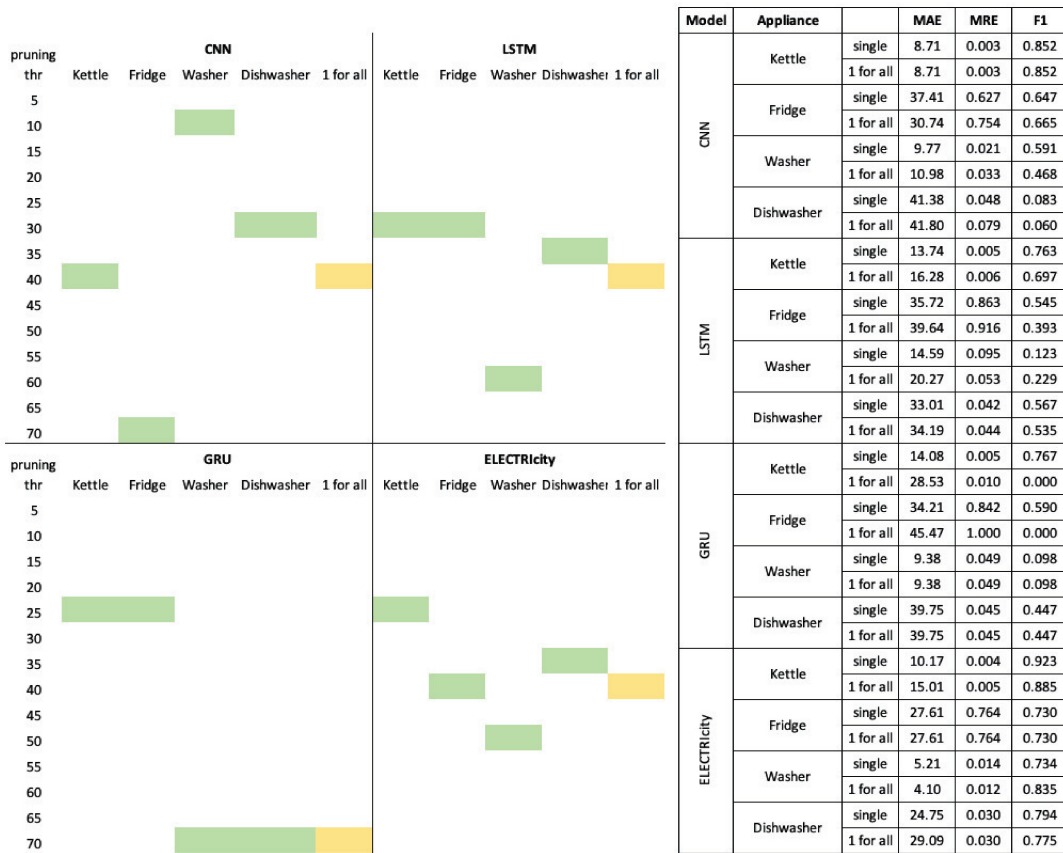 CNN LSTM
pruning
thr Kettle Fridge Washer Dishwasher 1 for all Kettle Fridge Washer Dishwasher 1 for all
5
10
15
20
25
30
35
40
45
50
55
60
65
70
GRU ELECTRIcity
pruning
thr Kettle Fridge Washer Dishwasher 1 for all Kettle Fridge Washer Dishwasher 1 for all
5
10
15
20
25
30
35
40
45
50
55
60
65
70
Model Appliance MAE MRE F1
CNN
Kettle
single 8.71 0.003 0.852
1 for all 8.71 0.003 0.852
Fridge
single 37.41 0.627 0.647
1 for all 30.74 0.754 0.665
Washer
single 9.77 0.021 0.591
1 for all 10.98 0.033 0.468
Dishwasher
single 41.38 0.048 0.083
1 for all 41.80 0.079 0.060
LSTM
Kettle
single 13.74 0.005 0.763
1 for all 16.28 0.006 0.697
Fridge
single 35.72 0.863 0.545
1 for all 39.64 0.916 0.393
Washer
single 14.59 0.095 0.123
1 for all 20.27 0.053 0.229
Dishwasher
single 33.01 0.042 0.567
1 for all 34.19 0.044 0.535
GRU
Kettle
single 14.08 0.005 0.767
1 for all 28.53 0.010 0.000
Fridge
single 34.21 0.842 0.590
1 for all 45.47 1.000 0.000
Washer
single 9.38 0.049 0.098
1 for all 9.38 0.049 0.098
Dishwasher
single 39.75 0.045 0.447
1 for all 39.75 0.045 0.447
ELECTRIcity
Kettle
single 10.17 0.004 0.923
1 for all 15.01 0.005 0.885
Fridge
single 27.61 0.764 0.730
1 for all 27.61 0.764 0.730
Washer
single 5.21 0.014 0.734
1 for all 4.10 0.012 0.835
Dishwasher
single 24.75 0.030 0.794
1 for all 29.09 0.030 0.775